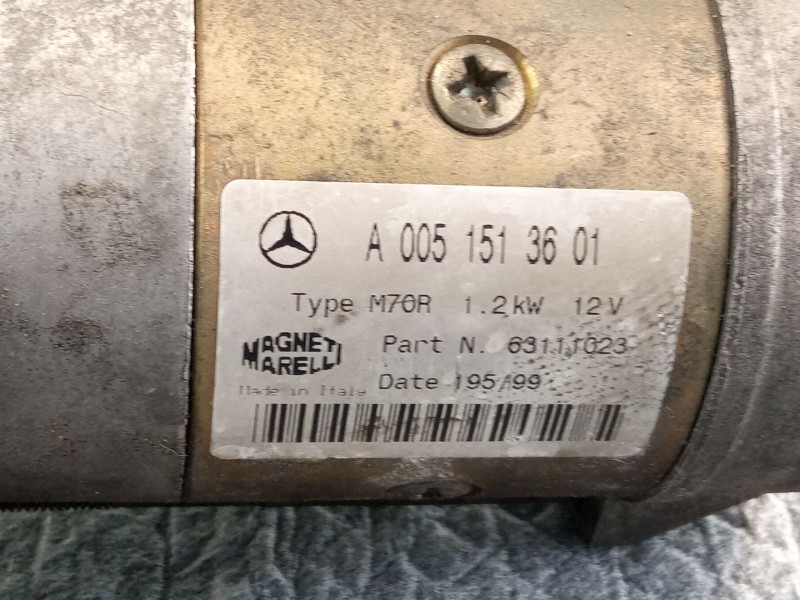 A 005 151 36 01
Type M70R 1.2kW 12V
MAGNETI MARELLI
Part N. 63111023
Made in Italy
Date 195/99